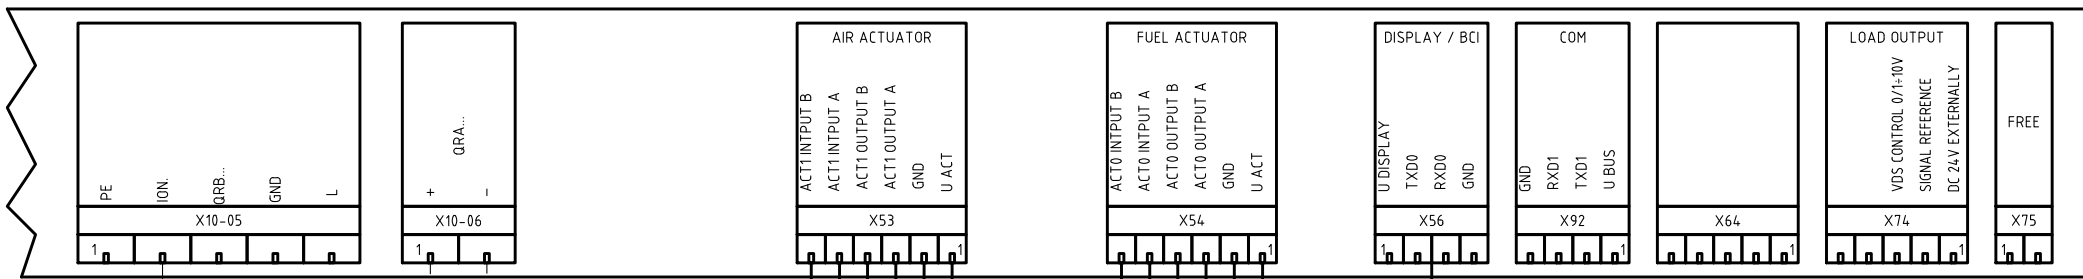 PE
ION.
QRB...
GND
L
X10-05
1
+
QRA...
-
X10-06
1
AIR ACTUATOR
ACT1 INTPUT B
ACT1 INPUT A
ACT1 OUTPUT B
ACT1 OUTPUT A
GND
U ACT
X53
1
FUEL ACTUATOR
ACT0 INTPUT B
ACT0 INPUT A
ACT0 OUTPUT B
ACT0 OUTPUT A
GND
U ACT
X54
1
DISPLAY / BCI
U DISPLAY
TXD0
RXD0
GND
X56
1
COM
GND
RXD1
TXD1
U BUS
X92
1
X64
1
LOAD OUTPUT
VDS CONTROL 0/1÷10V
SIGNAL REFERENCE
DC 24V EXTERNALLY
X74
1
FREE
X75
1